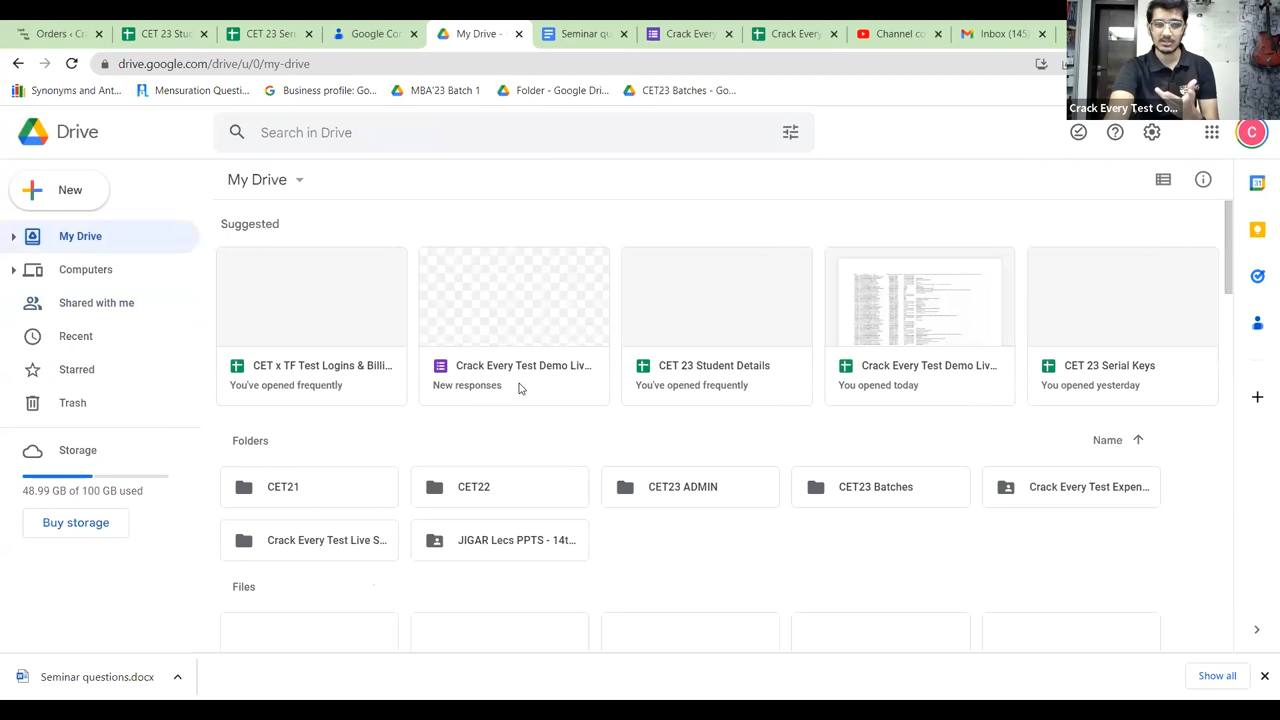 Orders ‹ Cra
CET 23 Stud
CET 23 Seri
Google Con
My Drive -
Seminar qu
Crack Every
Crack Every
Channel co
Inbox (145)
drive.google.com/drive/u/0/my-drive
Synonyms and Ant...
Mensuration Questi...
Business profile: Go...
MBA'23 Batch 1
Folder - Google Dri...
CET23 Batches - Go...
Crack Every Test Co...
Drive
Search in Drive
C
New
My Drive
31
My Drive
Computers
Shared with me
Recent
Starred
Trash
Storage
48.99 GB of 100 GB used
Buy storage
Suggested
CET x TF Test Logins & Billi...
You've opened frequently
Crack Every Test Demo Liv...
New responses
CET 23 Student Details
You've opened frequently
Crack Every Test Demo Liv...
You opened today
CET 23 Serial Keys
You opened yesterday
Folders
Name
CET21
CET22
CET23 ADMIN
CET23 Batches
Crack Every Test Expen...
Crack Every Test Live S...
JIGAR Lecs PPTS - 14t...
Files
Seminar questions.docx
Show all